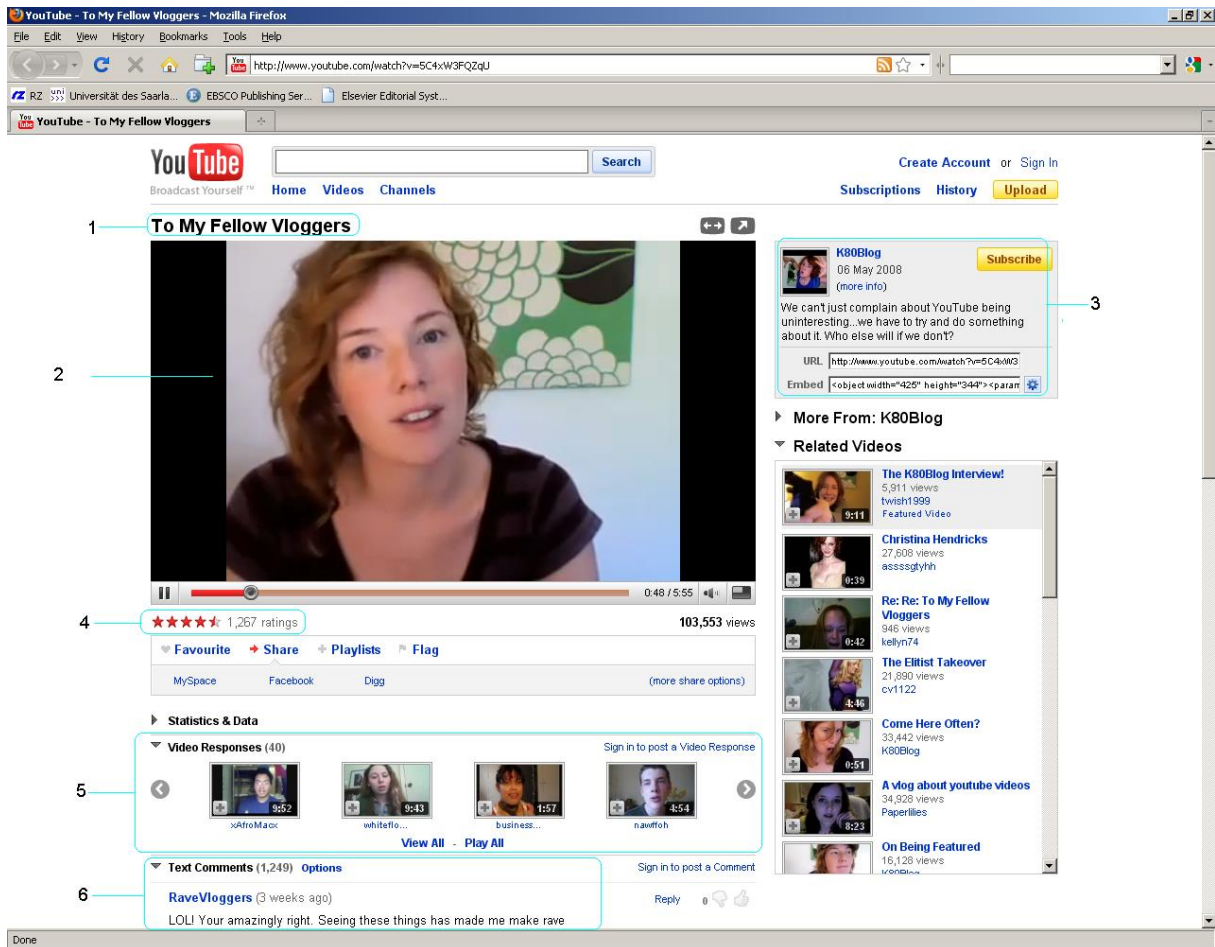 YouTube - To My Fellow Vloggers - Mozilla Firefox
File Edit View History Bookmarks Tools Help
http://www.youtube.com/watch?v=5C4xW3FQZqU
RZ Universität des Saarla... EBSCO Publishing Ser... Elsevier Editorial Syst...
YouTube - To My Fellow Vloggers
You Tube
Broadcast Yourself ™
Search
Create Account or Sign In
Home Videos Channels
Subscriptions History Upload
1
To My Fellow Vloggers
2
K80Blog
Subscribe
06 May 2008
(more info)
3
We can't just complain about YouTube being
uninteresting...we have to try and do something
about it. Who else will if we don't?
URL http://www.youtube.com/watch?v=5C4xW3
Embed <object width="425" height="344"><param
More From: K80Blog
Related Videos
The K80Blog Interview!
5,911 views
twish1999
Featured Video
9:11
Christina Hendricks
27,608 views
assssgtyhh
0:39
Re: Re: To My Fellow
Vloggers
946 views
kellyn74
0:42
The Elitist Takeover
21,890 views
cv1122
4:46
Come Here Often?
33,442 views
K80Blog
0:51
A vlog about youtube videos
34,928 views
Paperlilies
8:23
On Being Featured
16,128 views
K80Blog
0:48 / 5:55
4
1,267 ratings
103,553 views
Favourite Share Playlists Flag
MySpace Facebook Digg (more share options)
Statistics & Data
5
Video Responses (40)
Sign in to post a Video Response
9:52 9:43 1:57 4:54
xAfroMacx whiteflo... business... nawffoh
View All - Play All
6
Text Comments (1,249) Options
Sign in to post a Comment
RaveVloggers (3 weeks ago)
Reply 0
LOL! Your amazingly right. Seeing these things has made me make rave
Done